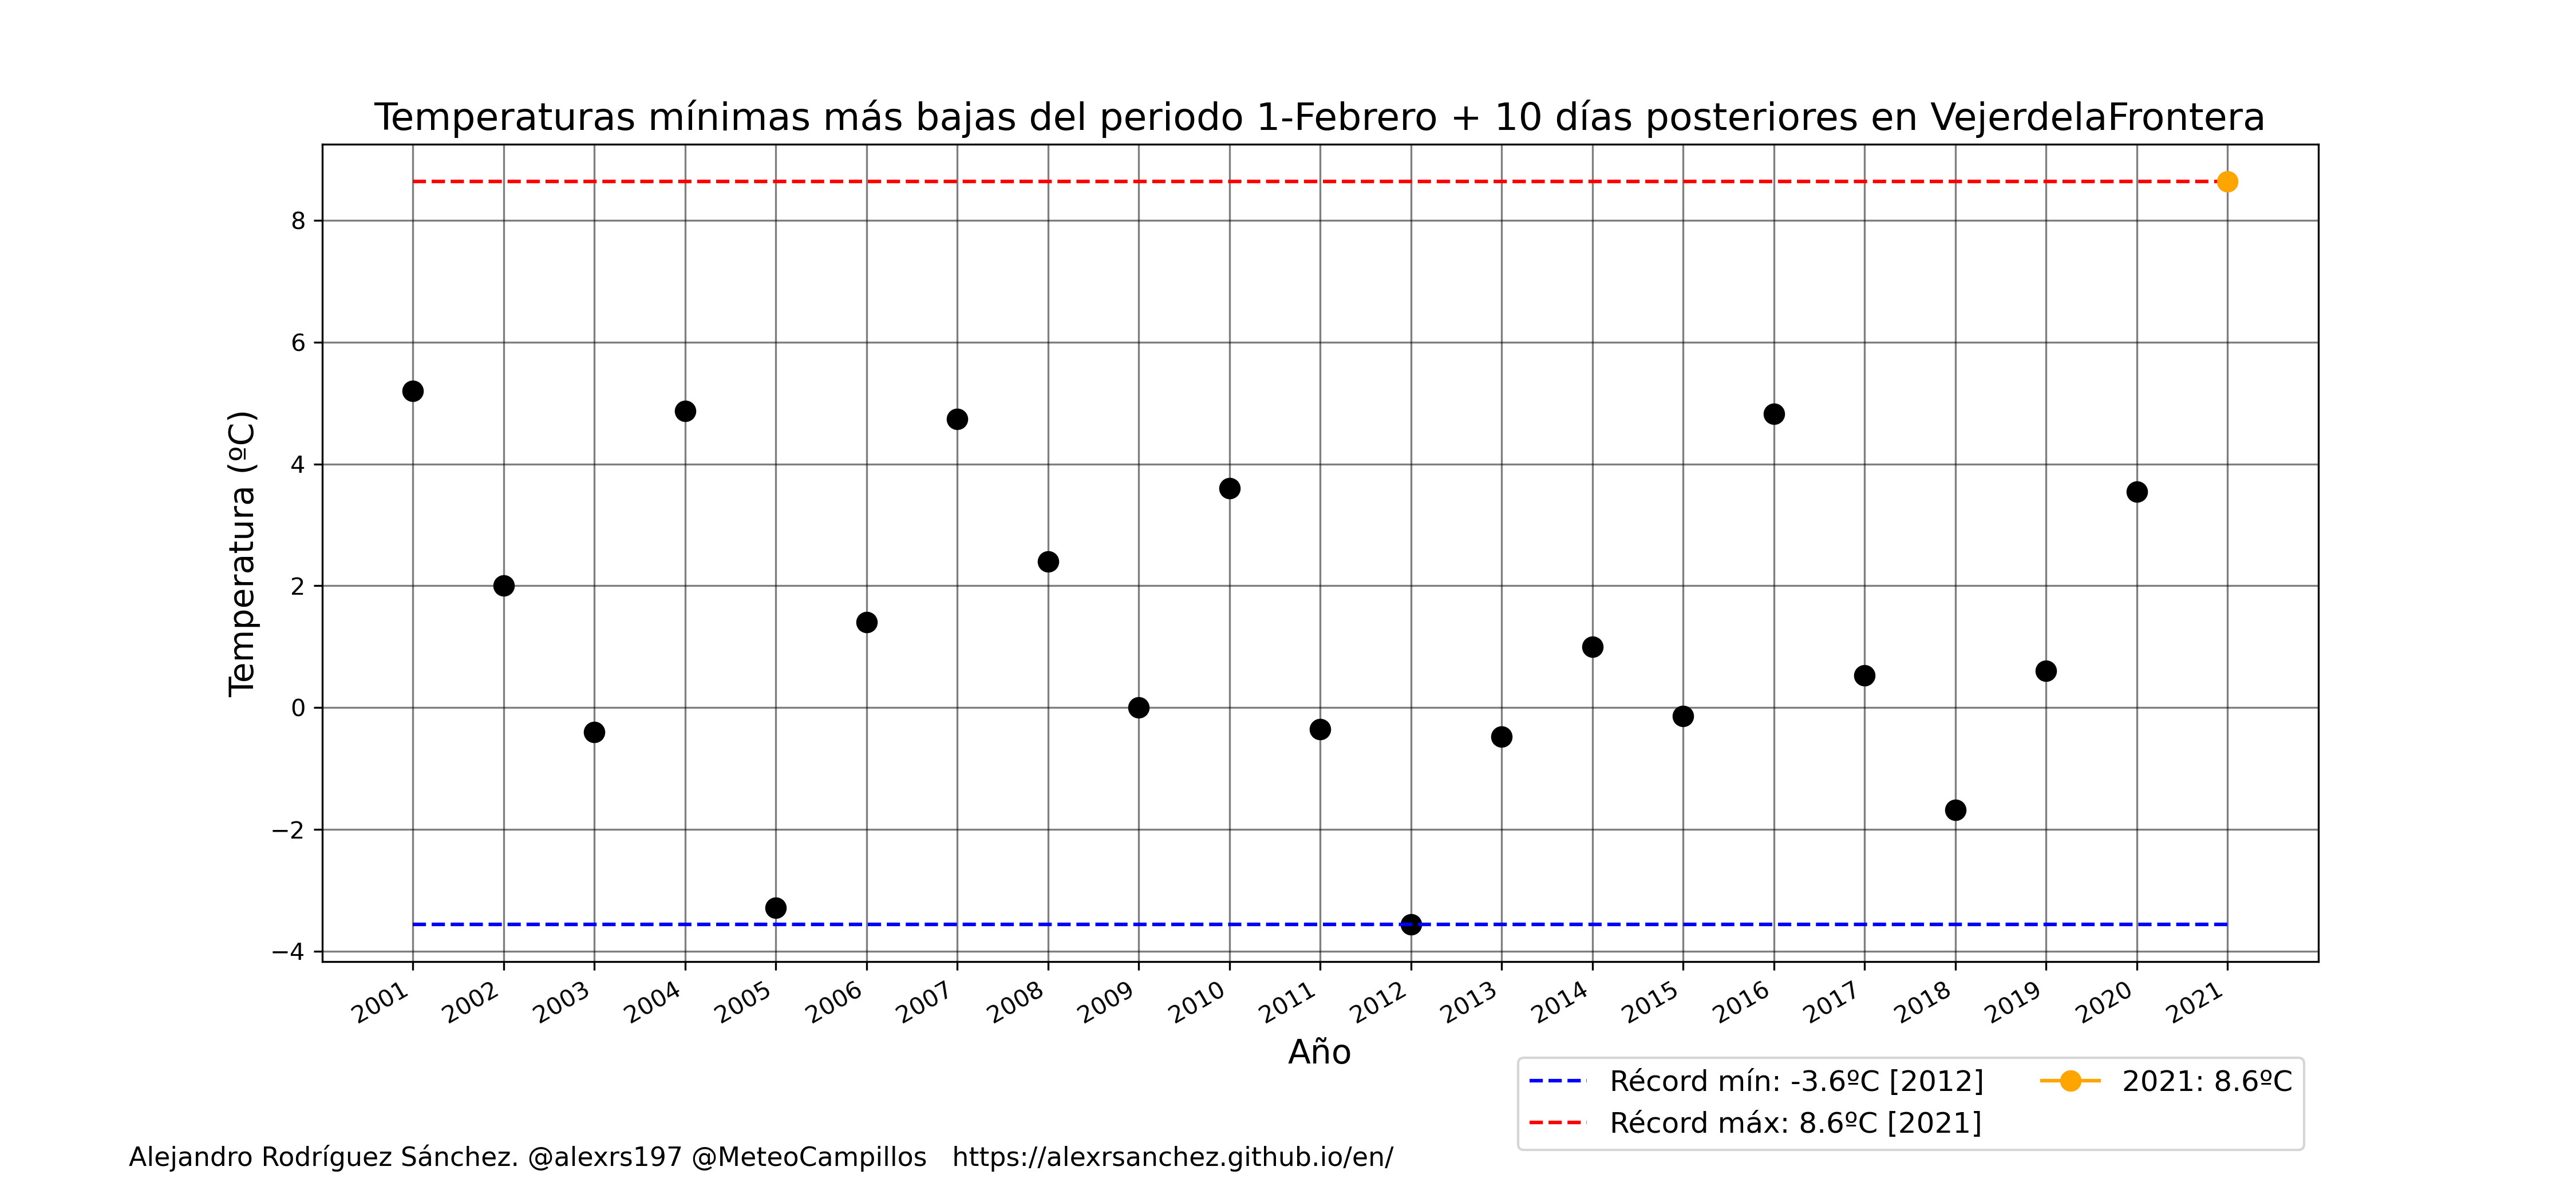 Temperaturas mínimas más bajas del periodo 1-Febrero + 10 días posteriores en VejerdelaFrontera
Temperatura (ºC)
8
6
4
2
0
−2
−4
2001 2002 2003 2004 2005 2006 2007 2008 2009 2010 2011 2012 2013 2014 2015 2016 2017 2018 2019 2020 2021
Año
Récord mín: -3.6ºC [2012]
Récord máx: 8.6ºC [2021]
2021: 8.6ºC
Alejandro Rodríguez Sánchez. @alexrs197 @MeteoCampillos https://alexrsanchez.github.io/en/